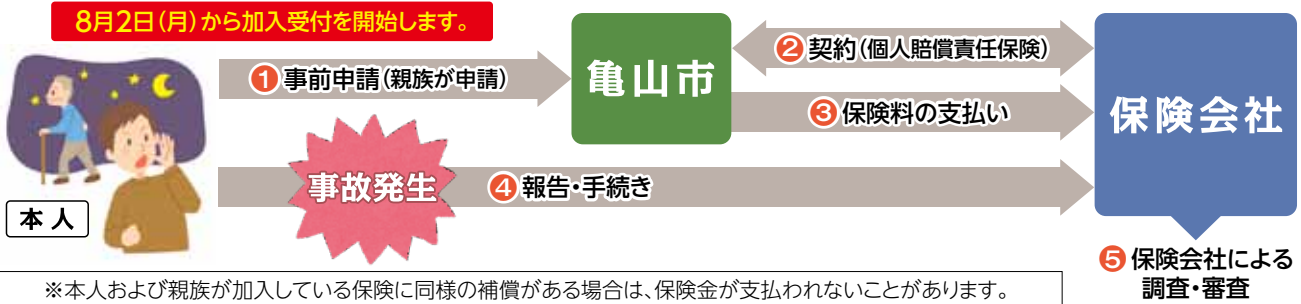 8月2日(月)から加入受付を開始します。
❶事前申請(親族が申請)
亀山市
❷契約(個人賠償責任保険)
❸保険料の支払い
保険会社
本人
事故発生
❹報告・手続き
❺保険会社による
調査・審査
※本人および親族が加入している保険に同様の補償がある場合は、保険金が支払われないことがあります。